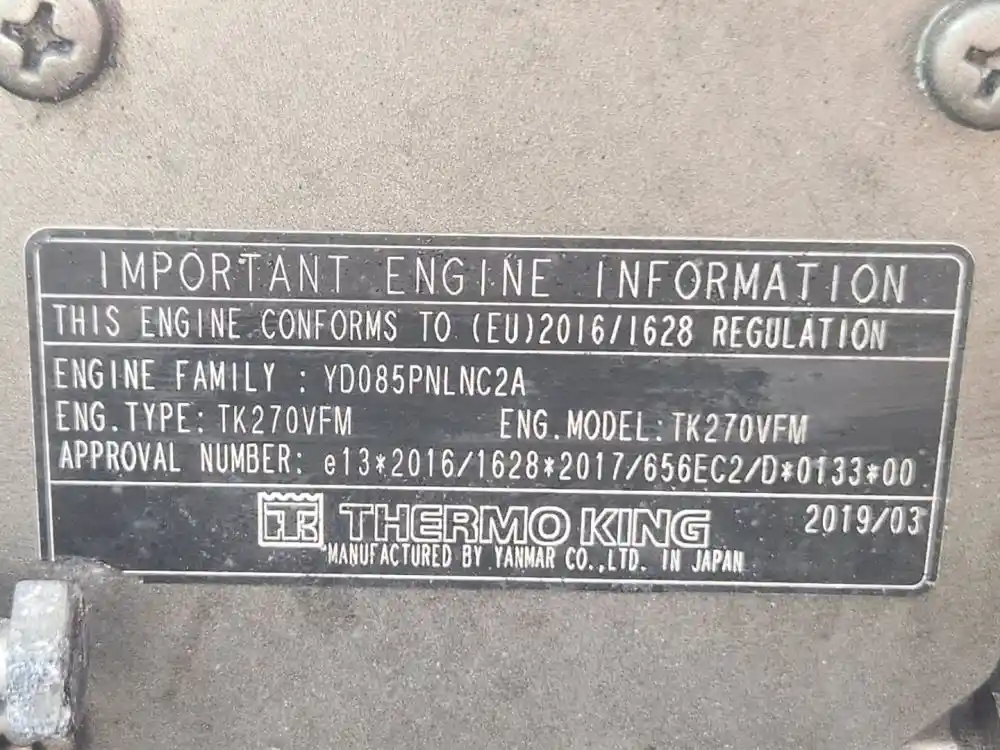 IMPORTANT ENGINE INFORMATION
THIS ENGINE CONFORMS TO (EU)2016/1628 REGULATION
ENGINE FAMILY : YD085PNLNC2A
ENG.TYPE: TK270VFM ENG.MODEL: TK270VFM
APPROVAL NUMBER: e13*2016/1628*2017/656EC2/D*0133*00
TK THERMO KING 2019/03
MANUFACTURED BY YANMAR CO.,LTD. IN JAPAN